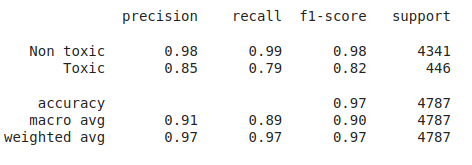 precision recall f1-score support
Non toxic 0.98 0.99 0.98 4341
Toxic 0.85 0.79 0.82 446
accuracy 0.97 4787
macro avg 0.91 0.89 0.90 4787
weighted avg 0.97 0.97 0.97 4787